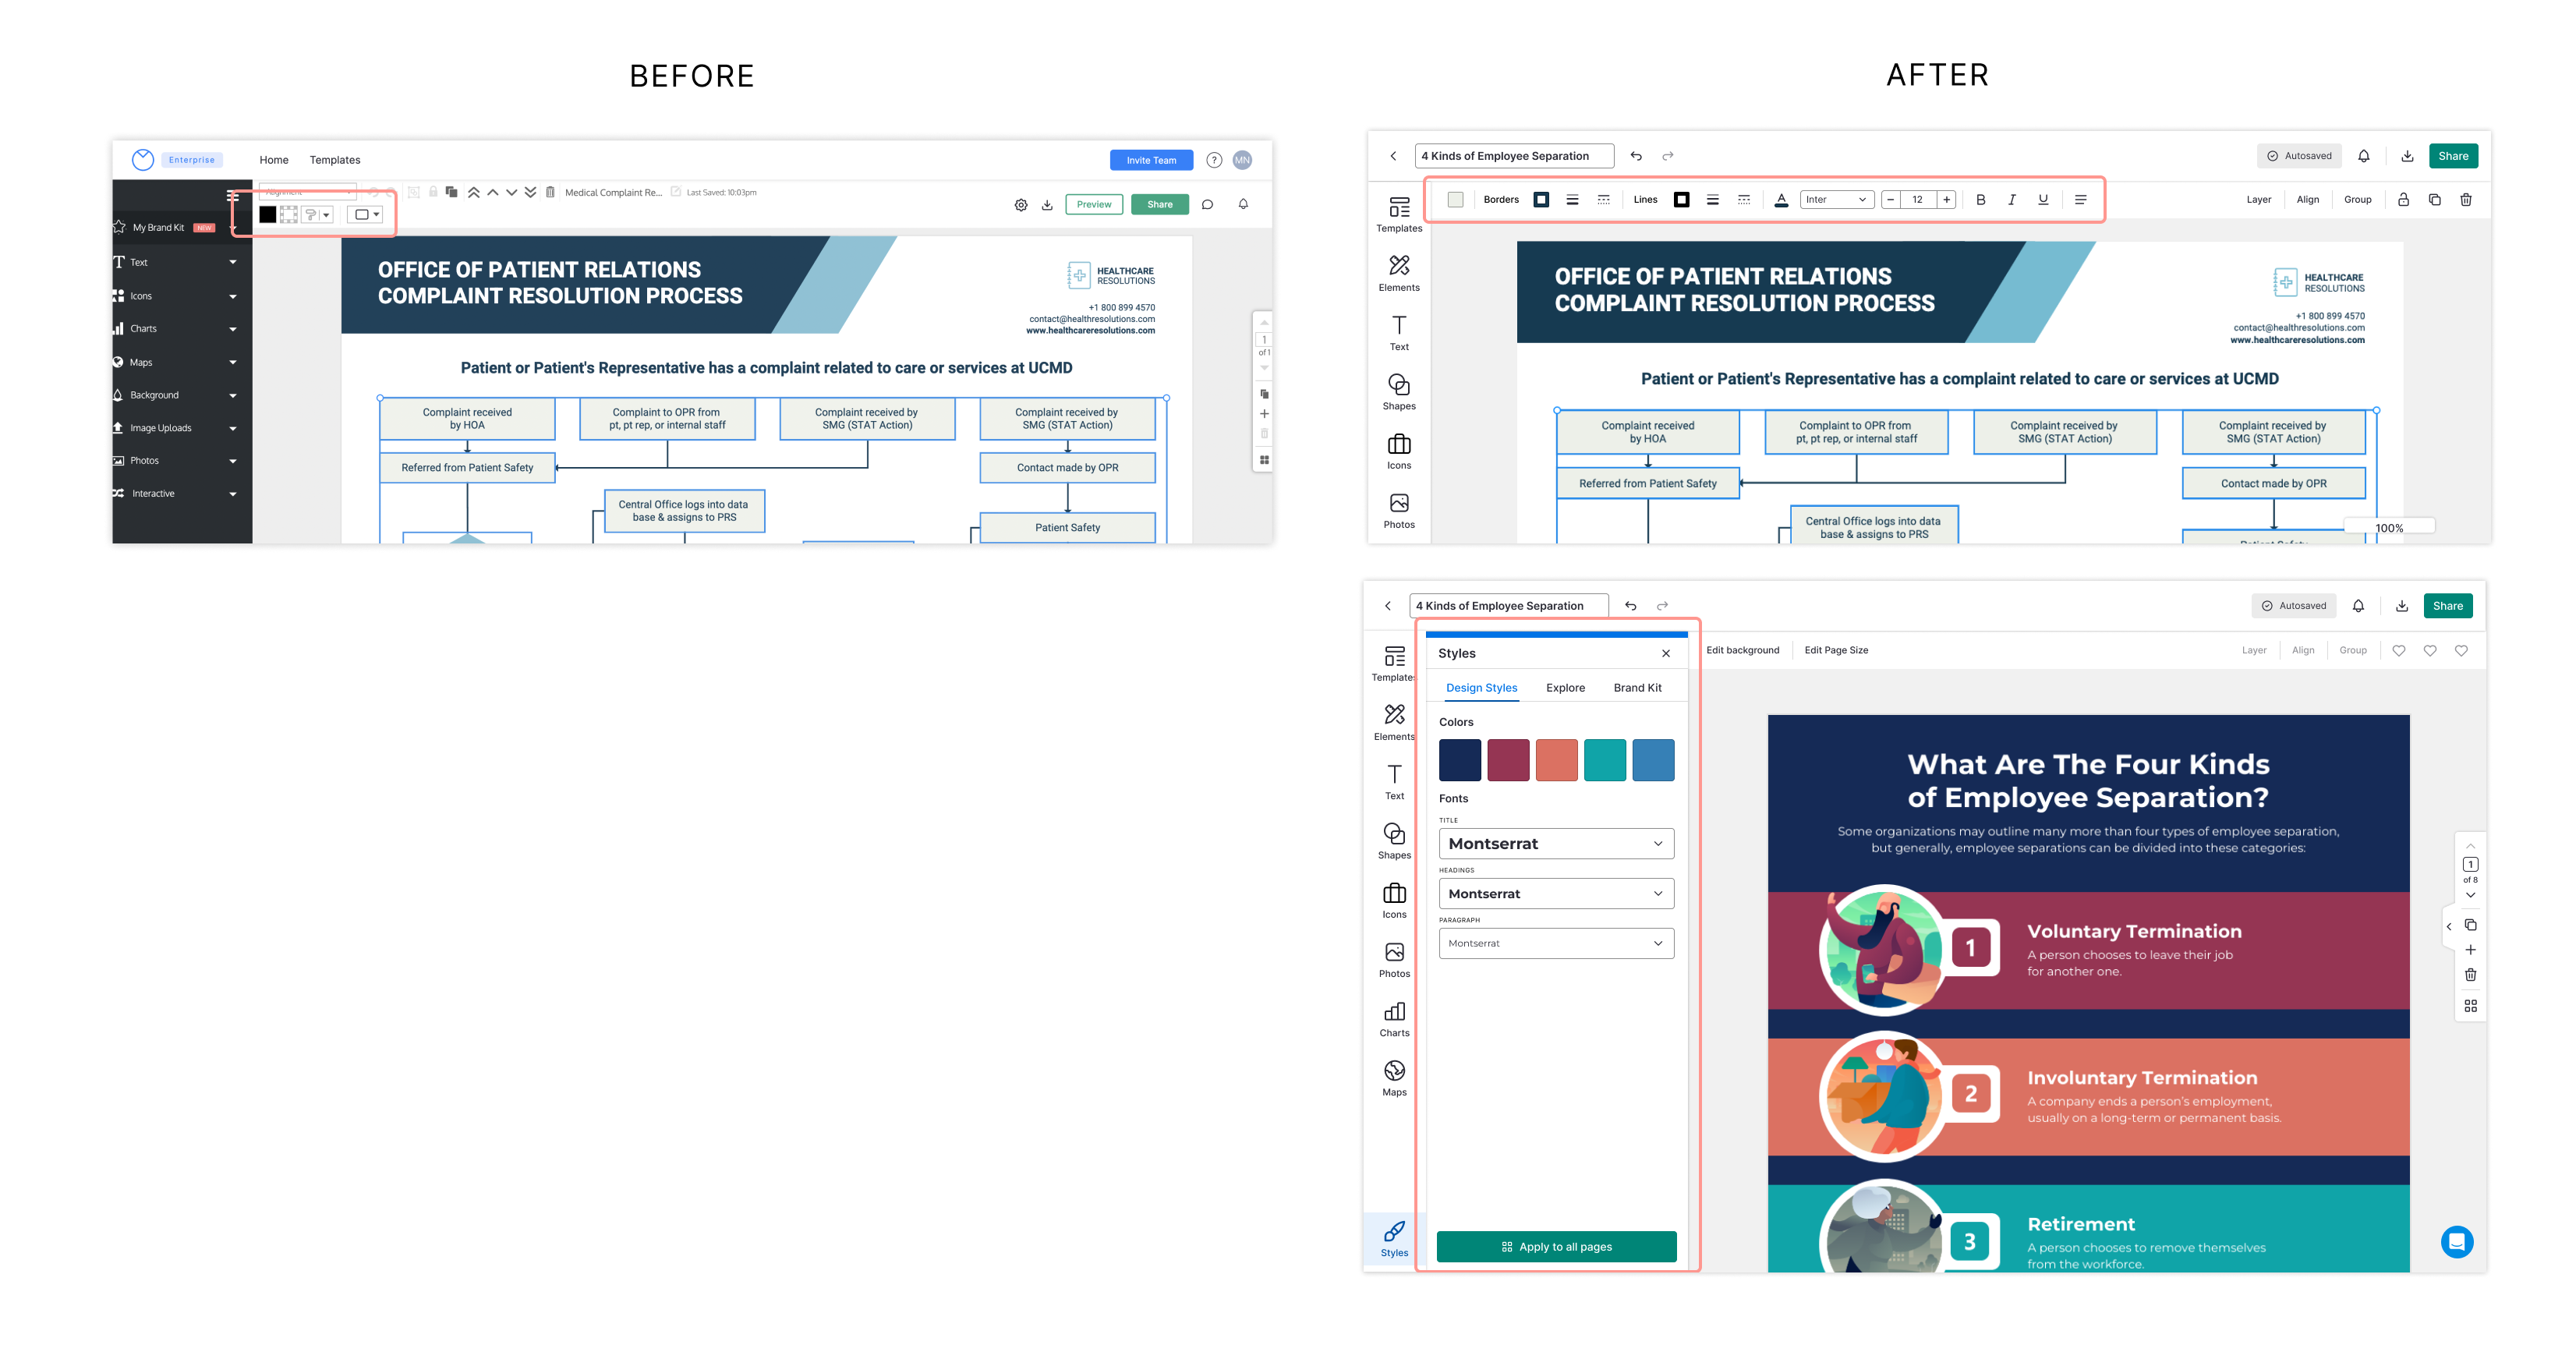 BEFORE
AFTER
Enterprise
Home
Templates
Invite Team
?
MN
Alignment
Medical Complaint Re...
Last Saved: 10:03pm
Preview
Share
My Brand Kit
NEW
Text
Icons
Charts
Maps
Background
Image Uploads
Photos
Interactive
OFFICE OF PATIENT RELATIONS
COMPLAINT RESOLUTION PROCESS
HEALTHCARE
RESOLUTIONS
+1 800 899 4570
contact@healthresolutions.com
www.healthcareresolutions.com
Patient or Patient's Representative has a complaint related to care or services at UCMD
Complaint received
by HOA
Complaint to OPR from
pt, pt rep, or internal staff
Complaint received by
SMG (STAT Action)
Complaint received by
SMG (STAT Action)
Referred from Patient Safety
Contact made by OPR
Central Office logs into data
base & assigns to PRS
Patient Safety
1
of 1
4 Kinds of Employee Separation
Autosaved
Share
Borders
Lines
A
Inter
12
B
I
U
Layer
Align
Group
Templates
Elements
Text
Shapes
Icons
Photos
OFFICE OF PATIENT RELATIONS
COMPLAINT RESOLUTION PROCESS
HEALTHCARE
RESOLUTIONS
+1 800 899 4570
contact@healthresolutions.com
www.healthcareresolutions.com
Patient or Patient's Representative has a complaint related to care or services at UCMD
Complaint received
by HOA
Complaint to OPR from
pt, pt rep, or internal staff
Complaint received by
SMG (STAT Action)
Complaint received by
SMG (STAT Action)
Referred from Patient Safety
Contact made by OPR
Central Office logs into data
base & assigns to PRS
Patient Safety
100%
4 Kinds of Employee Separation
Autosaved
Share
Edit background
Edit Page Size
Layer
Align
Group
Templates
Elements
Text
Shapes
Icons
Photos
Charts
Maps
Styles
Styles
Design Styles
Explore
Brand Kit
Colors
Fonts
TITLE
Montserrat
HEADINGS
Montserrat
PARAGRAPH
Montserrat
Apply to all pages
What Are The Four Kinds
of Employee Separation?
Some organizations may outline many more than four types of employee separation,
but generally, employee separations can be divided into these categories:
1
Voluntary Termination
A person chooses to leave their job
for another one.
2
Involuntary Termination
A company ends a person's employment,
usually on a long-term or permanent basis.
3
Retirement
A person chooses to remove themselves
from the workforce.
1
of 8